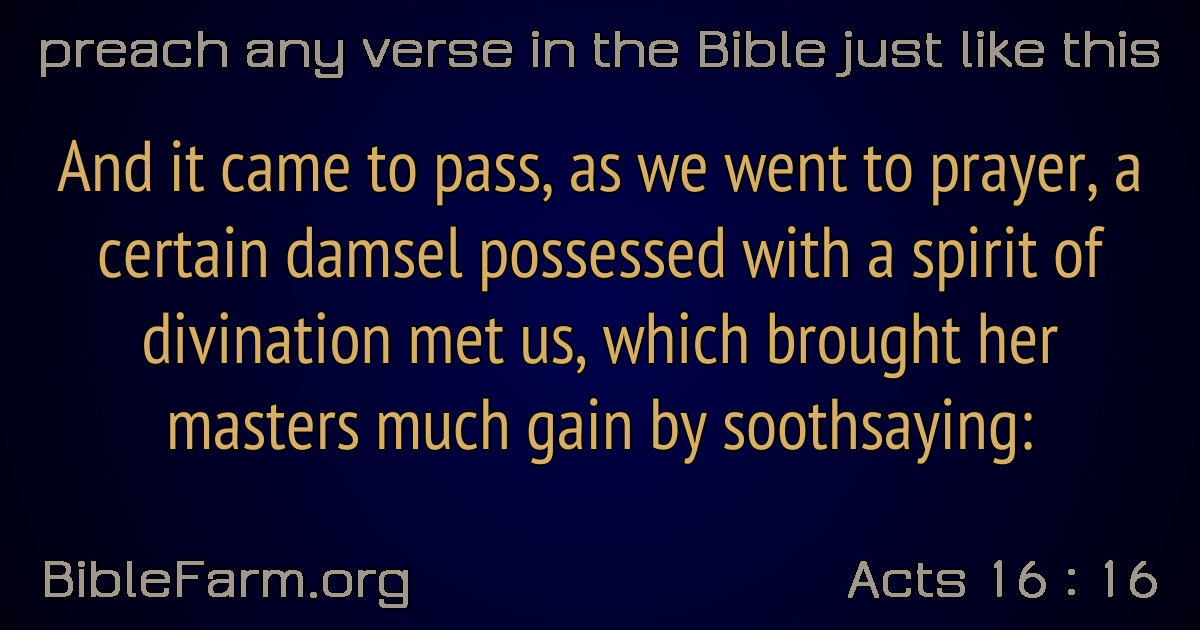 preach any verse in the Bible just like this
And it came to pass, as we went to prayer, a
certain damsel possessed with a spirit of
divination met us, which brought her
masters much gain by soothsaying:
BibleFarm.org
Acts 16 : 16